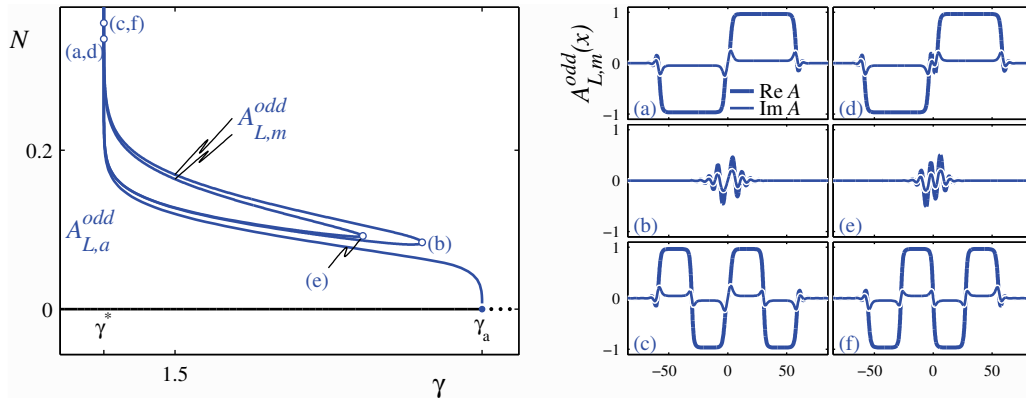 N
(c,f)
(a,d)
A^{odd}_{L,m}
0.2
A^{odd}_{L,a}
(b)
(e)
0
γ*
γ_a
1.5
γ
A^{odd}_{L,m}(x)
1
0
−1
(a)
Re A
Im A
(d)
1
0
−1
(b)
(e)
1
0
−1
(c)
(f)
−50 0 50
−50 0 50